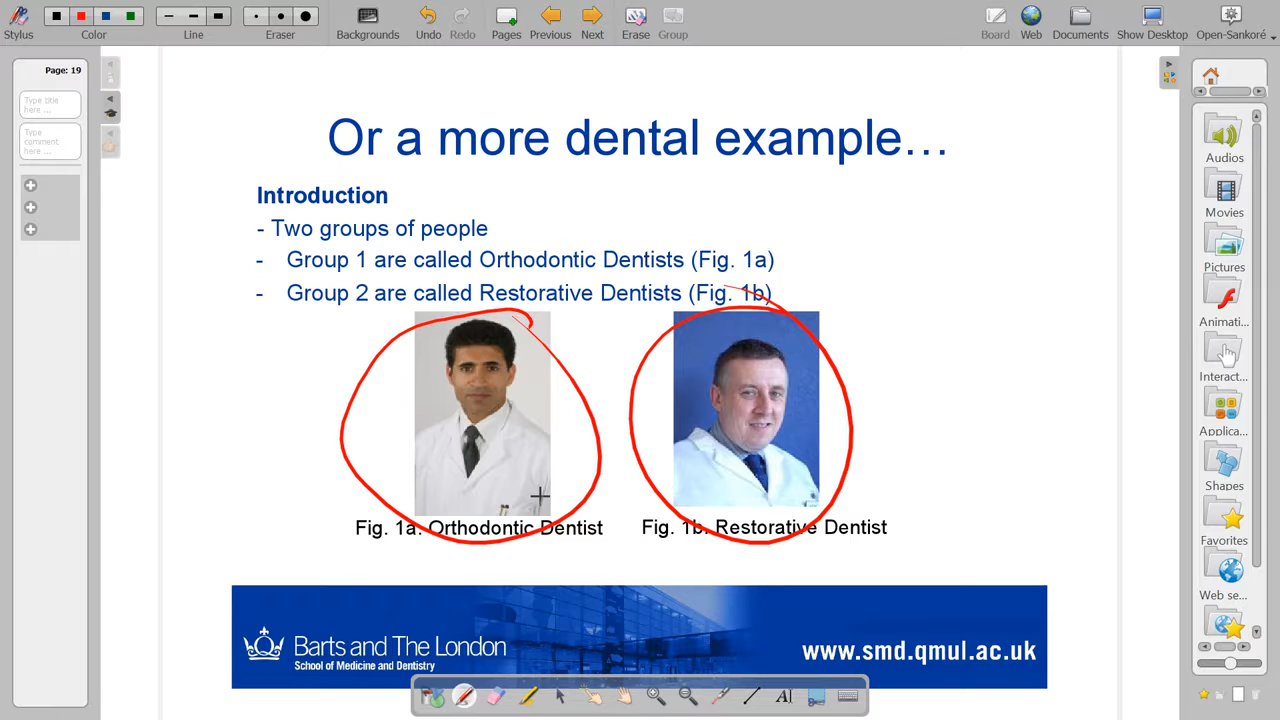 Stylus
Color
Line
Eraser
Backgrounds
Undo
Redo
Pages
Previous
Next
Erase
Group
Board
Web
Documents
Show Desktop
Open-Sankoré
Page: 19
Type title
here ...
Type
comment
here ...
Or a more dental example…
Introduction
- Two groups of people
- Group 1 are called Orthodontic Dentists (Fig. 1a)
- Group 2 are called Restorative Dentists (Fig. 1b)
Fig. 1a. Orthodontic Dentist
Fig. 1b. Restorative Dentist
Barts and The London
School of Medicine and Dentistry
www.smd.qmul.ac.uk
Audios
Movies
Pictures
Animati...
Interact...
Applica...
Shapes
Favorites
Web se...